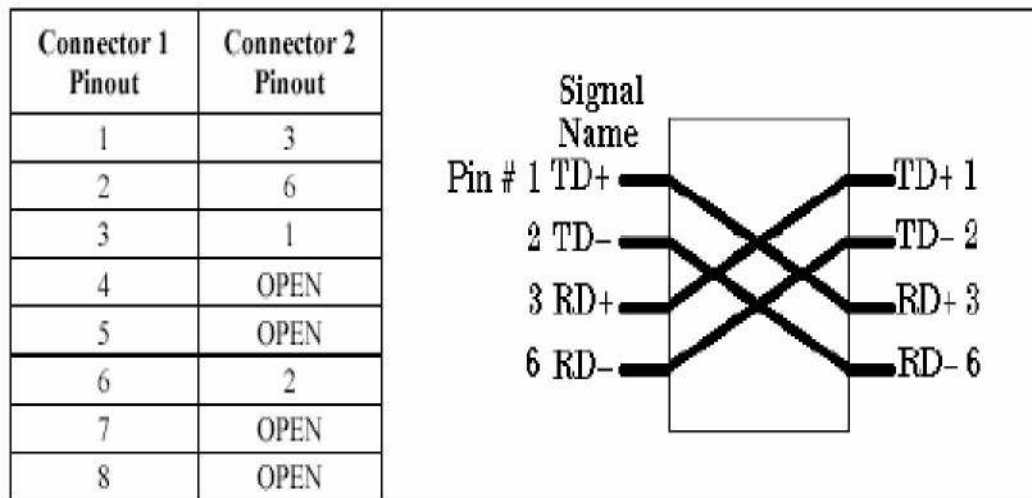 Connector 1 Connector 2
Pinout Pinout
1 3
2 6
3 1
4 OPEN
5 OPEN
6 2
7 OPEN
8 OPEN
Signal
Name
Pin # 1 TD+ TD+ 1
2 TD– TD– 2
3 RD+ RD+ 3
6 RD– RD– 6